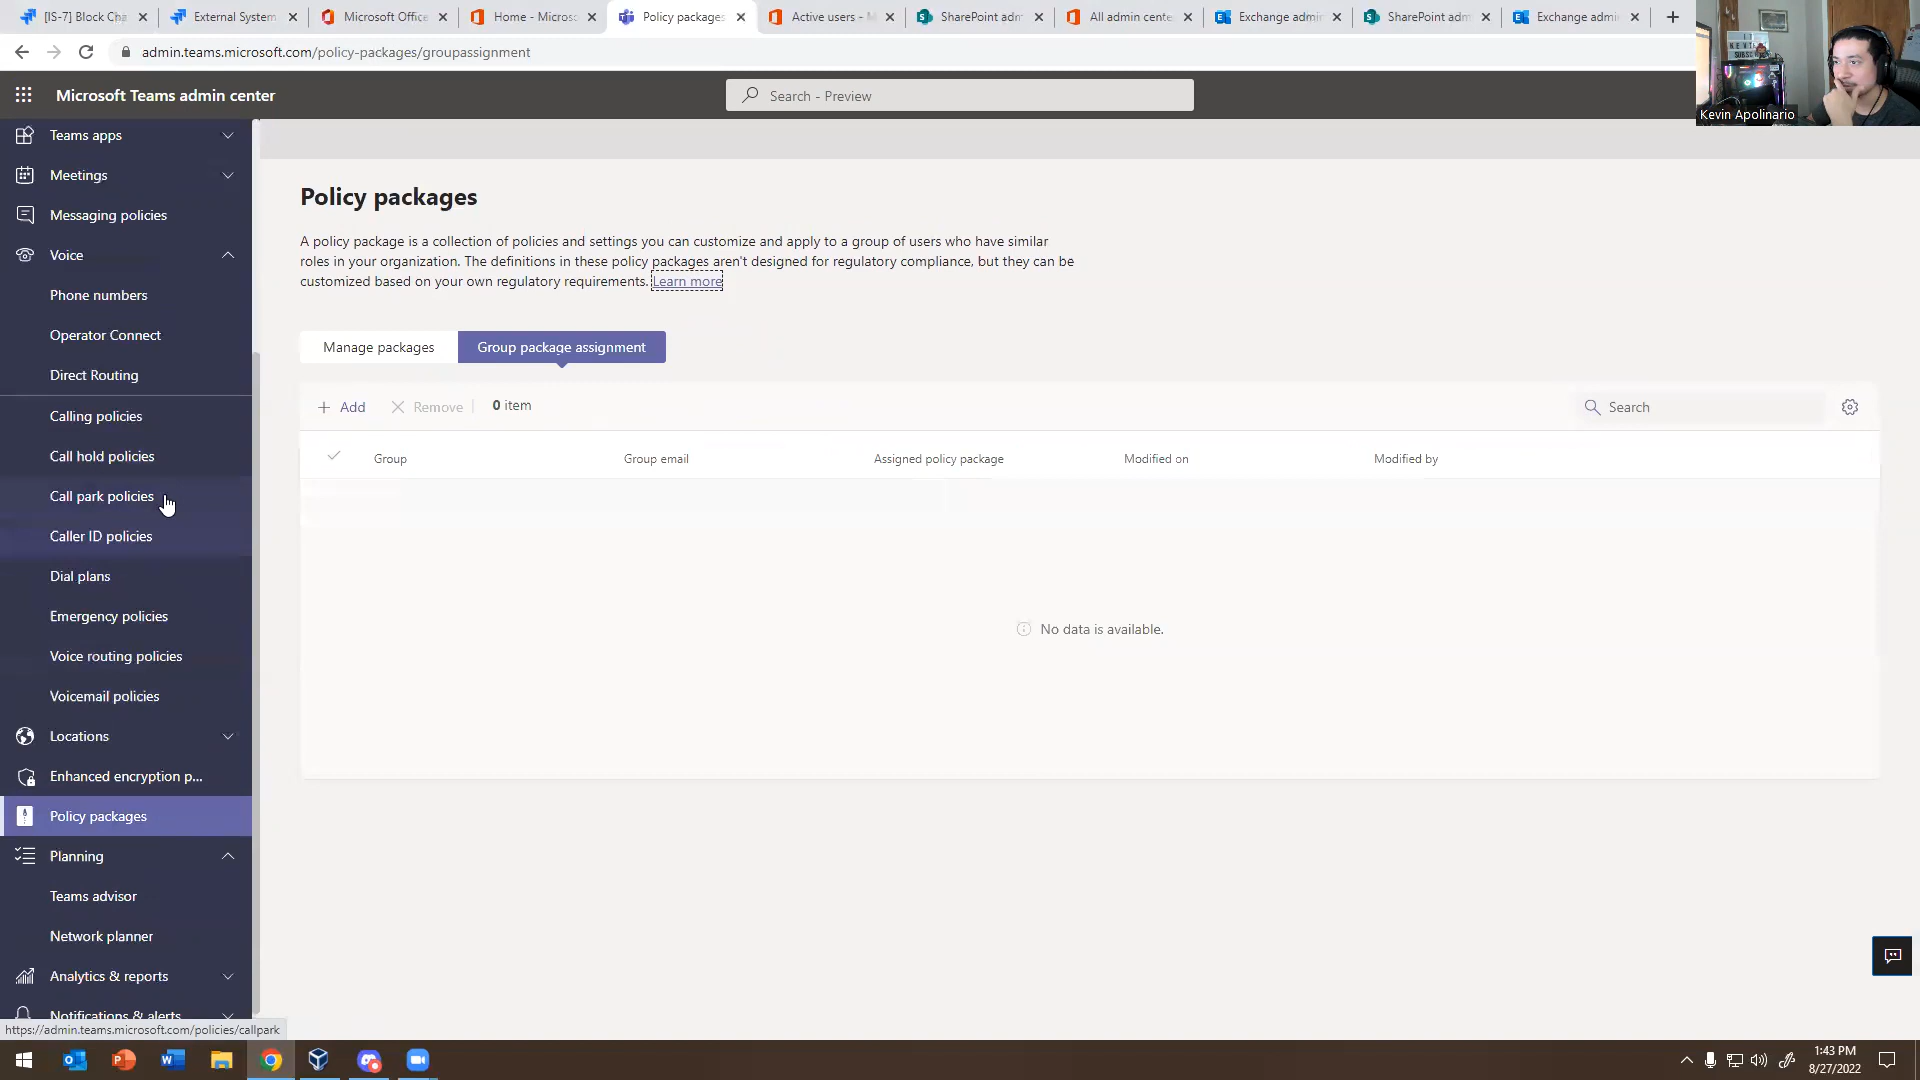 [IS-7] Block Cha
External System
Microsoft Office
Home - Microso
Policy packages
Active users - M
SharePoint adm
All admin cente
Exchange admin
SharePoint adm
Exchange admin
admin.teams.microsoft.com/policy-packages/groupassignment
Microsoft Teams admin center
Search - Preview
Kevin Apolinario
Teams apps
Meetings
Messaging policies
Voice
Phone numbers
Operator Connect
Direct Routing
Calling policies
Call hold policies
Call park policies
Caller ID policies
Dial plans
Emergency policies
Voice routing policies
Voicemail policies
Locations
Enhanced encryption p...
Policy packages
Planning
Teams advisor
Network planner
Analytics & reports
Notifications & alerts
https://admin.teams.microsoft.com/policies/callpark
Policy packages
A policy package is a collection of policies and settings you can customize and apply to a group of users who have similar
roles in your organization. The definitions in these policy packages aren't designed for regulatory compliance, but they can be
customized based on your own regulatory requirements. Learn more
Manage packages
Group package assignment
Add
Remove
0 item
Search
Group
Group email
Assigned policy package
Modified on
Modified by
No data is available.
1:43 PM
8/27/2022